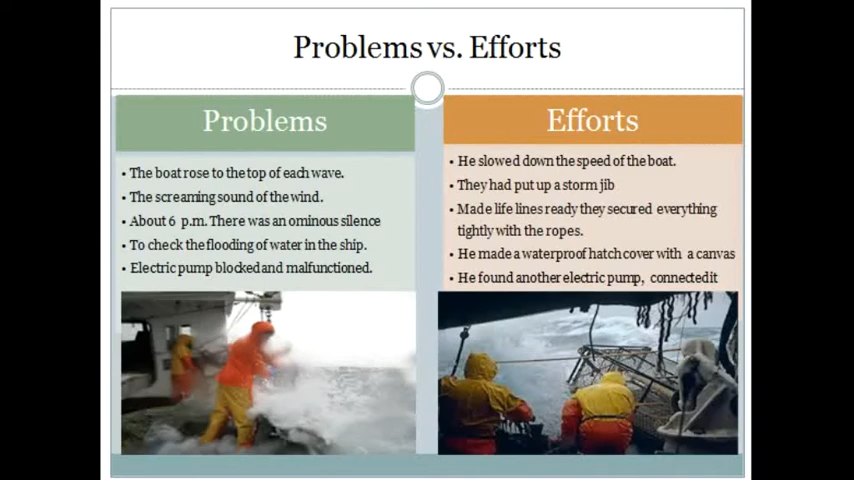 Problems vs. Efforts
Problems
• The boat rose to the top of each wave.
• The screaming sound of the wind.
• About 6 p.m. There was an ominous silence
• To check the flooding of water in the ship.
• Electric pump blocked and malfunctioned.
Efforts
• He slowed down the speed of the boat.
• They had put up a storm jib
• Made life lines ready they secured everything
tightly with the ropes.
• He made a waterproof hatch cover with a canvas
• He found another electric pump, connected it